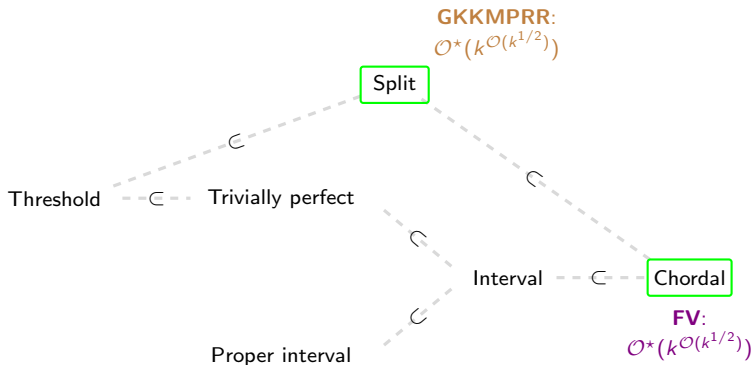 GKKMPRR:
𝒪⋆(k^𝒪(k^1/2))
Split
⊂
⊂
Threshold
⊂
Trivially perfect
⊂
Interval
⊂
Chordal
⊂
FV:
𝒪⋆(k^𝒪(k^1/2))
Proper interval